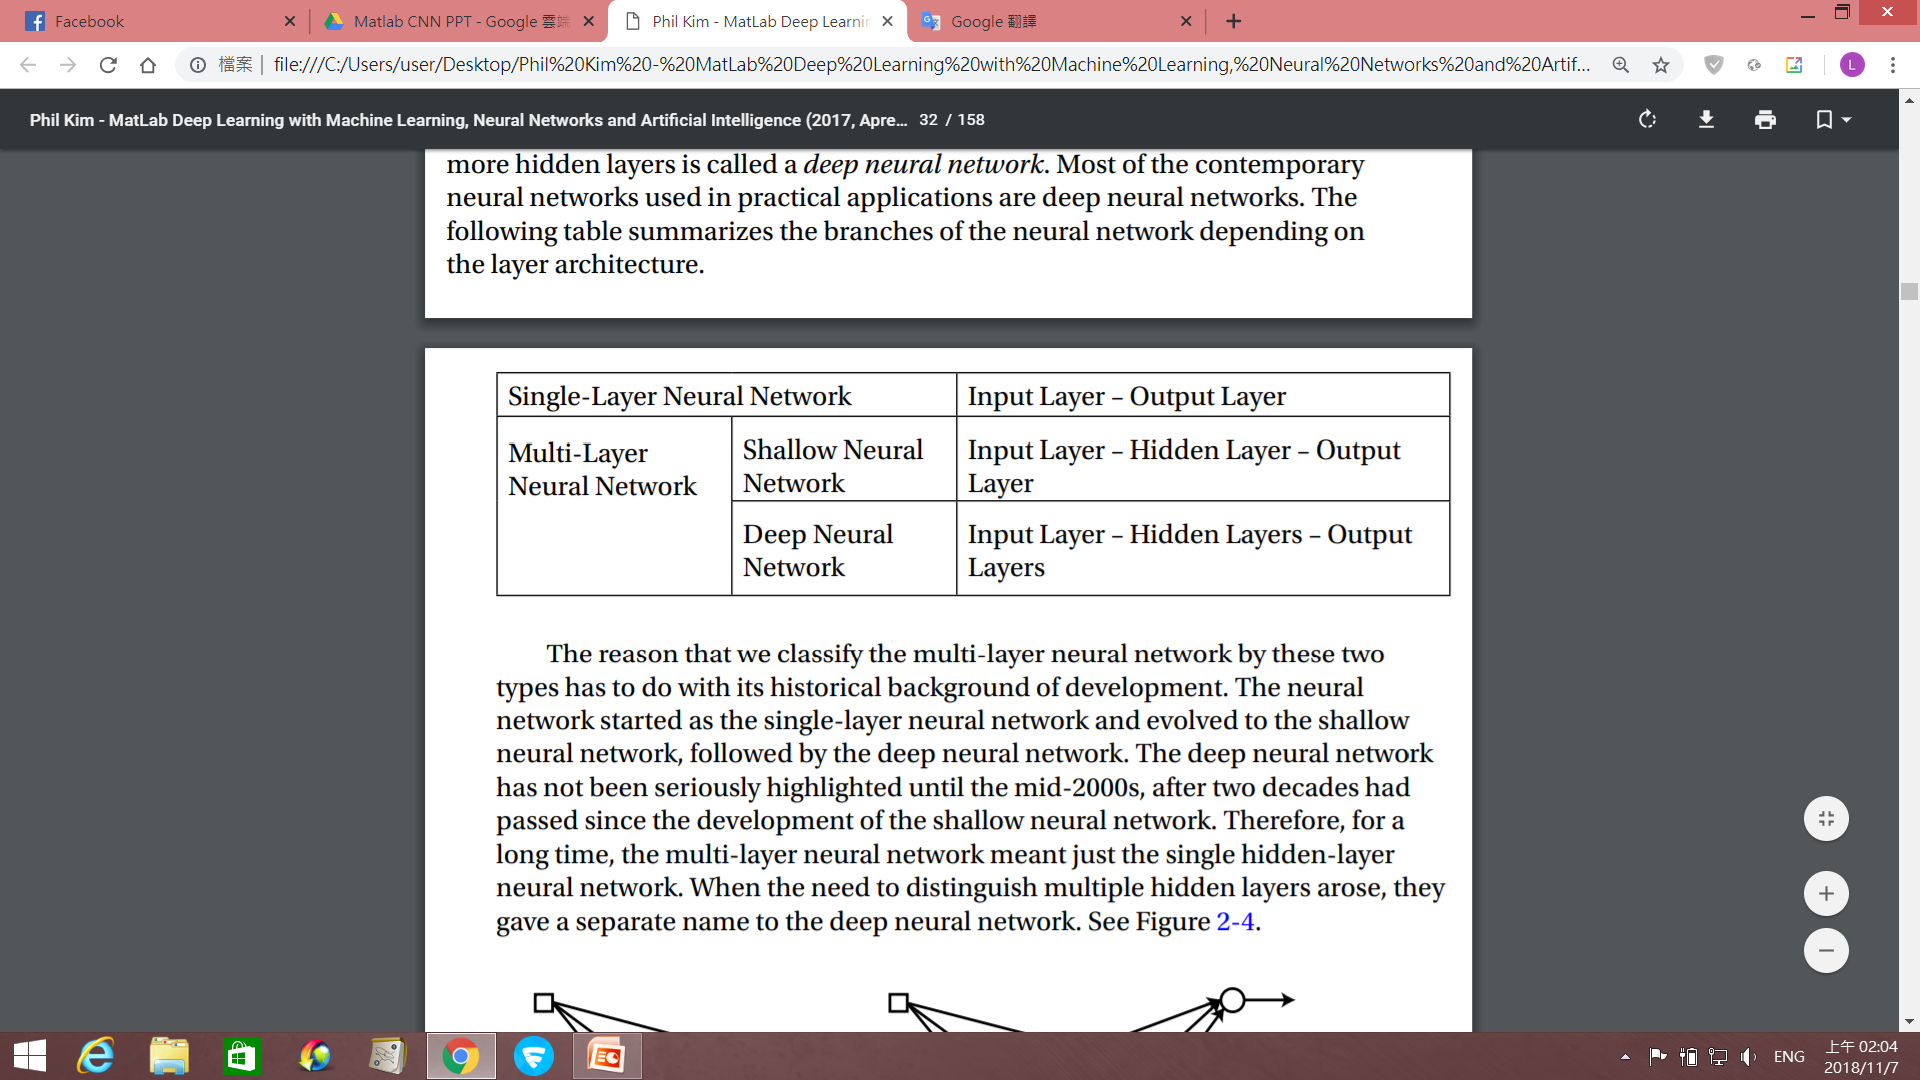 Facebook
Matlab CNN PPT - Google 雲端
Phil Kim - MatLab Deep Learnin
Google 翻譯
檔案
file:///C:/Users/user/Desktop/Phil%20Kim%20-%20MatLab%20Deep%20Learning%20with%20Machine%20Learning,%20Neural%20Networks%20and%20Artif...
L
Phil Kim - MatLab Deep Learning with Machine Learning, Neural Networks and Artificial Intelligence (2017, Apre... 32 / 158
more hidden layers is called a deep neural network. Most of the contemporary
neural networks used in practical applications are deep neural networks. The
following table summarizes the branches of the neural network depending on
the layer architecture.
Single-Layer Neural Network
Input Layer – Output Layer
Multi-Layer
Neural Network
Shallow Neural
Network
Input Layer – Hidden Layer – Output
Layer
Deep Neural
Network
Input Layer – Hidden Layers – Output
Layers
The reason that we classify the multi-layer neural network by these two
types has to do with its historical background of development. The neural
network started as the single-layer neural network and evolved to the shallow
neural network, followed by the deep neural network. The deep neural network
has not been seriously highlighted until the mid-2000s, after two decades had
passed since the development of the shallow neural network. Therefore, for a
long time, the multi-layer neural network meant just the single hidden-layer
neural network. When the need to distinguish multiple hidden layers arose, they
gave a separate name to the deep neural network. See Figure 2-4.
ENG
上午 02:04
2018/11/7